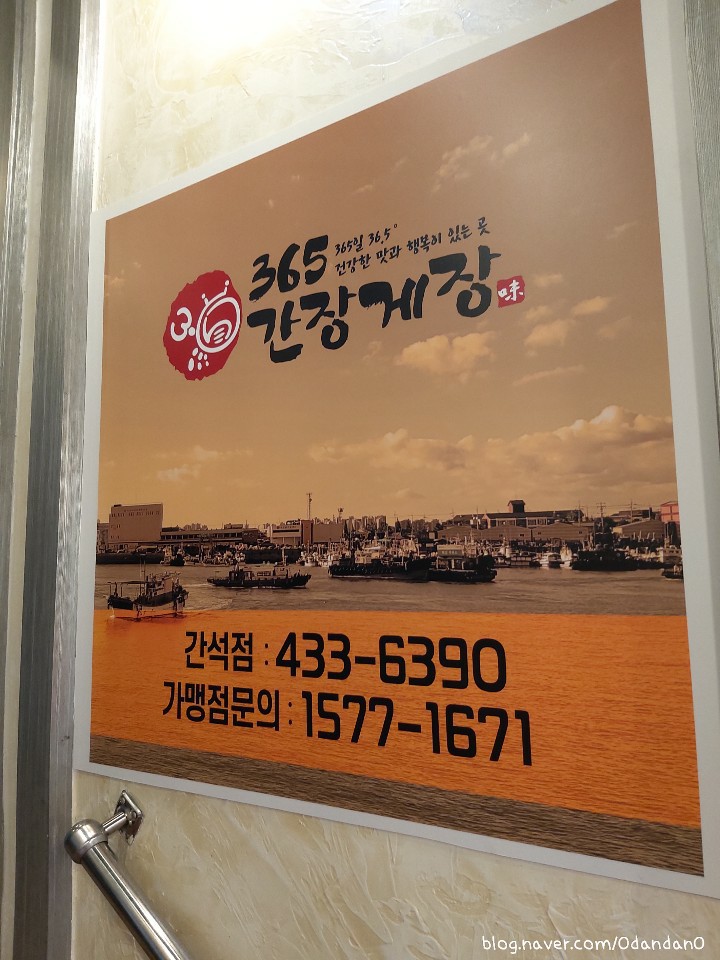 365일 36.5°
건강한 맛과 행복이 있는 곳
365
간장게장 味
간석점 : 433-6390
가맹점문의 : 1577-1671
blog.naver.com/0dandan0